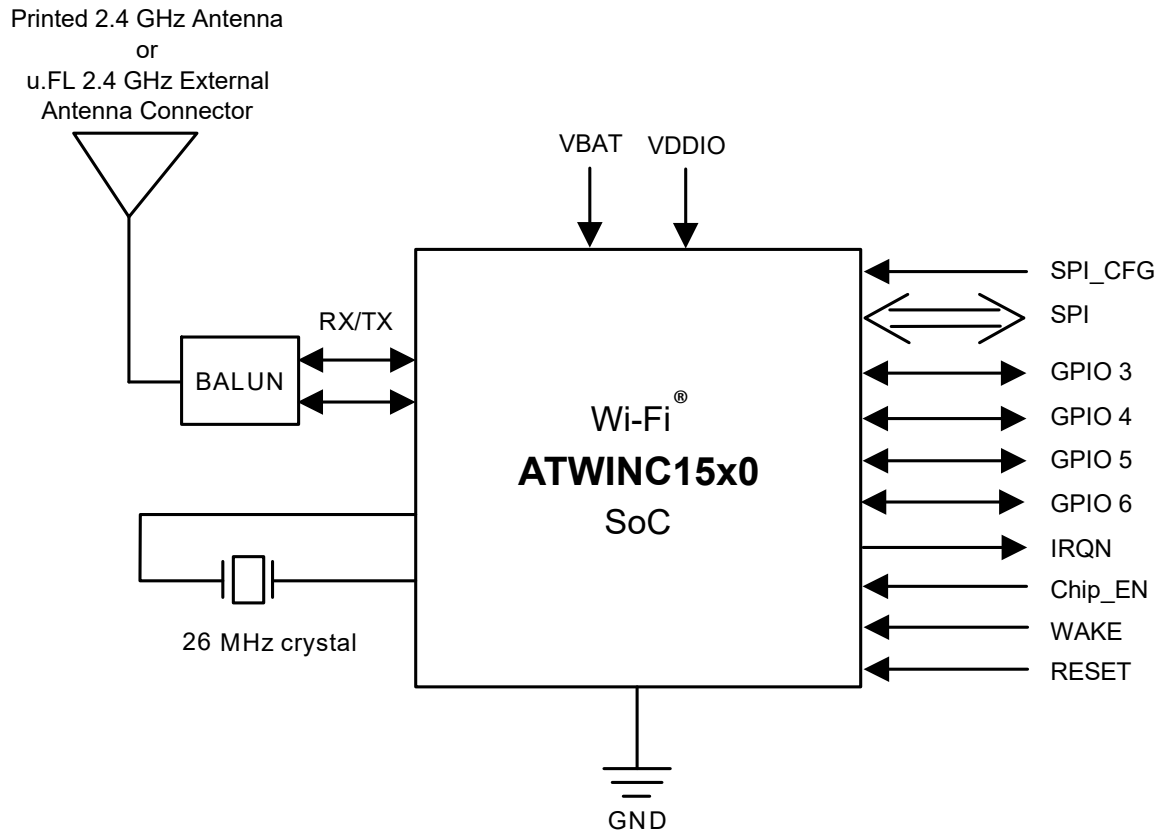 Printed 2.4 GHz Antenna
or
u.FL 2.4 GHz External
Antenna Connector
VBAT
VDDIO
RX/TX
BALUN
Wi-Fi®
ATWINC15x0
SoC
26 MHz crystal
SPI_CFG
SPI
GPIO 3
GPIO 4
GPIO 5
GPIO 6
IRQN
Chip_EN
WAKE
RESET
GND